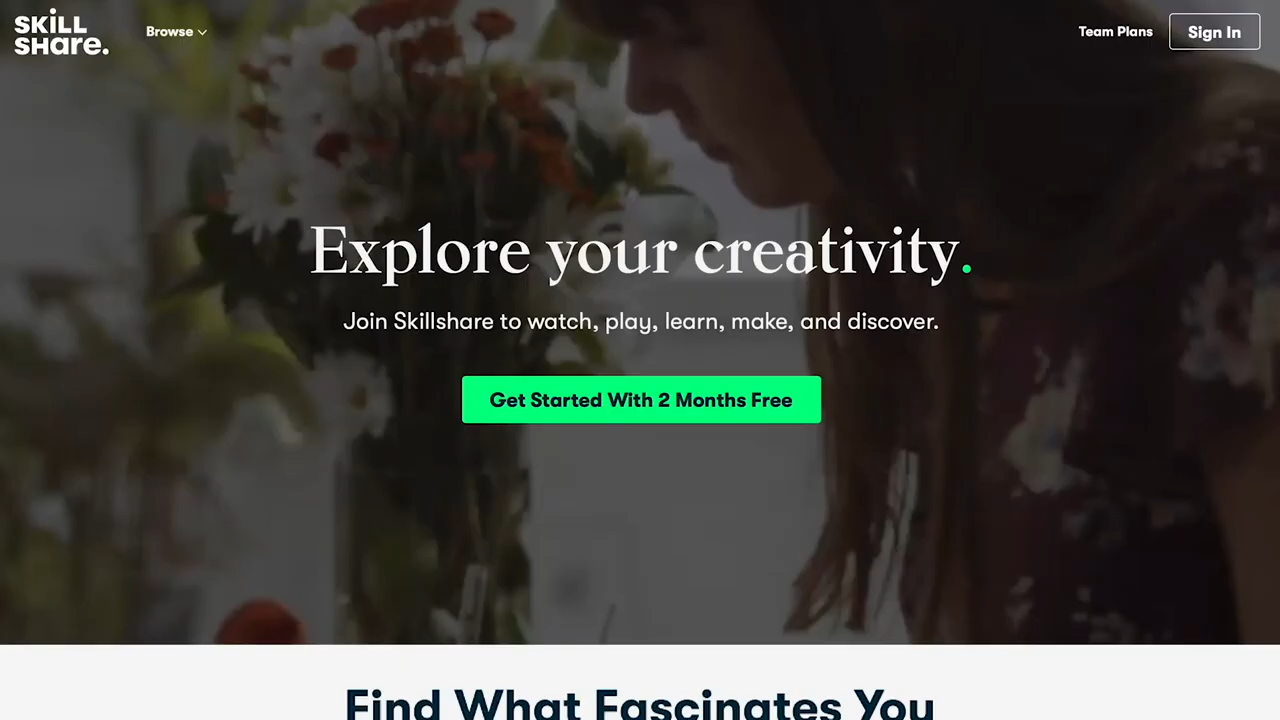 SKILL
SHare.
Browse
Team Plans
Sign In
Explore your creativity.
Join Skillshare to watch, play, learn, make, and discover.
Get Started With 2 Months Free
Find What Fascinates You